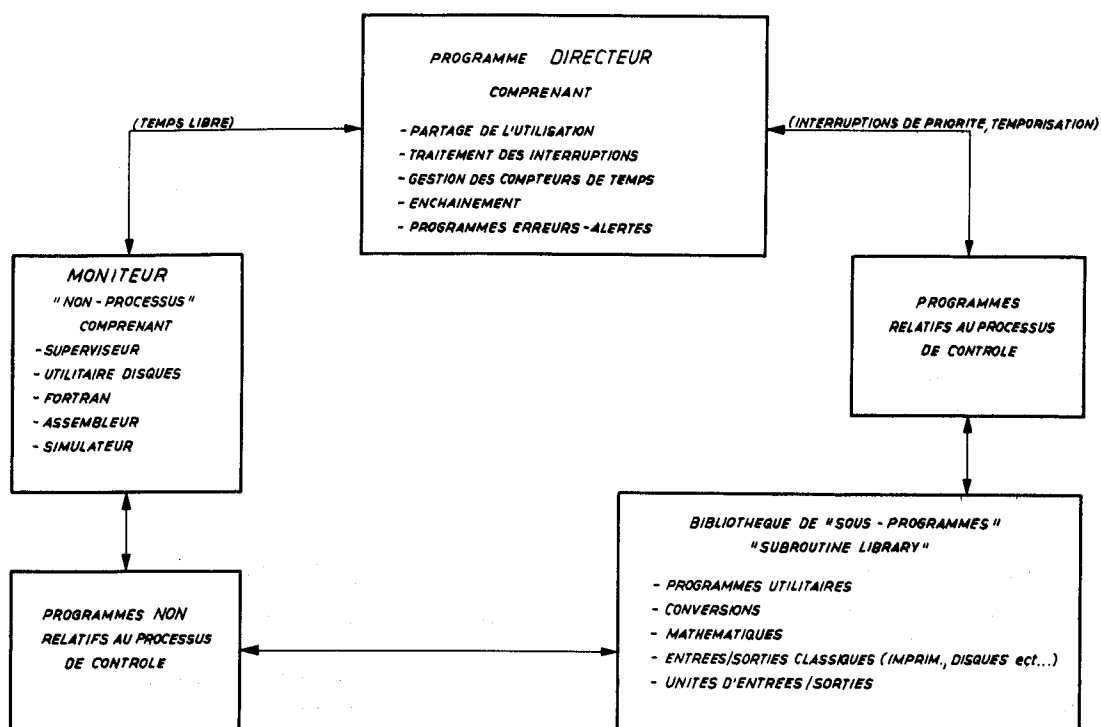 PROGRAMME DIRECTEUR
COMPRENANT
- PARTAGE DE L'UTILISATION
- TRAITEMENT DES INTERRUPTIONS
- GESTION DES COMPTEURS DE TEMPS
- ENCHAINEMENT
- PROGRAMMES ERREURS - ALERTES
(TEMPS LIBRE)
(INTERRUPTIONS DE PRIORITE, TEMPORISATION)
MONITEUR
"NON - PROCESSUS"
COMPRENANT
- SUPERVISEUR
- UTILITAIRE DISQUES
- FORTRAN
- ASSEMBLEUR
- SIMULATEUR
PROGRAMMES
RELATIFS AU PROCESSUS
DE CONTROLE
PROGRAMMES NON
RELATIFS AU PROCESSUS
DE CONTROLE
BIBLIOTHEQUE DE "SOUS - PROGRAMMES"
"SUBROUTINE LIBRARY"
- PROGRAMMES UTILITAIRES
- CONVERSIONS
- MATHEMATIQUES
- ENTREES/SORTIES CLASSIQUES (IMPRIM., DISQUES ect...)
- UNITES D'ENTREES/SORTIES